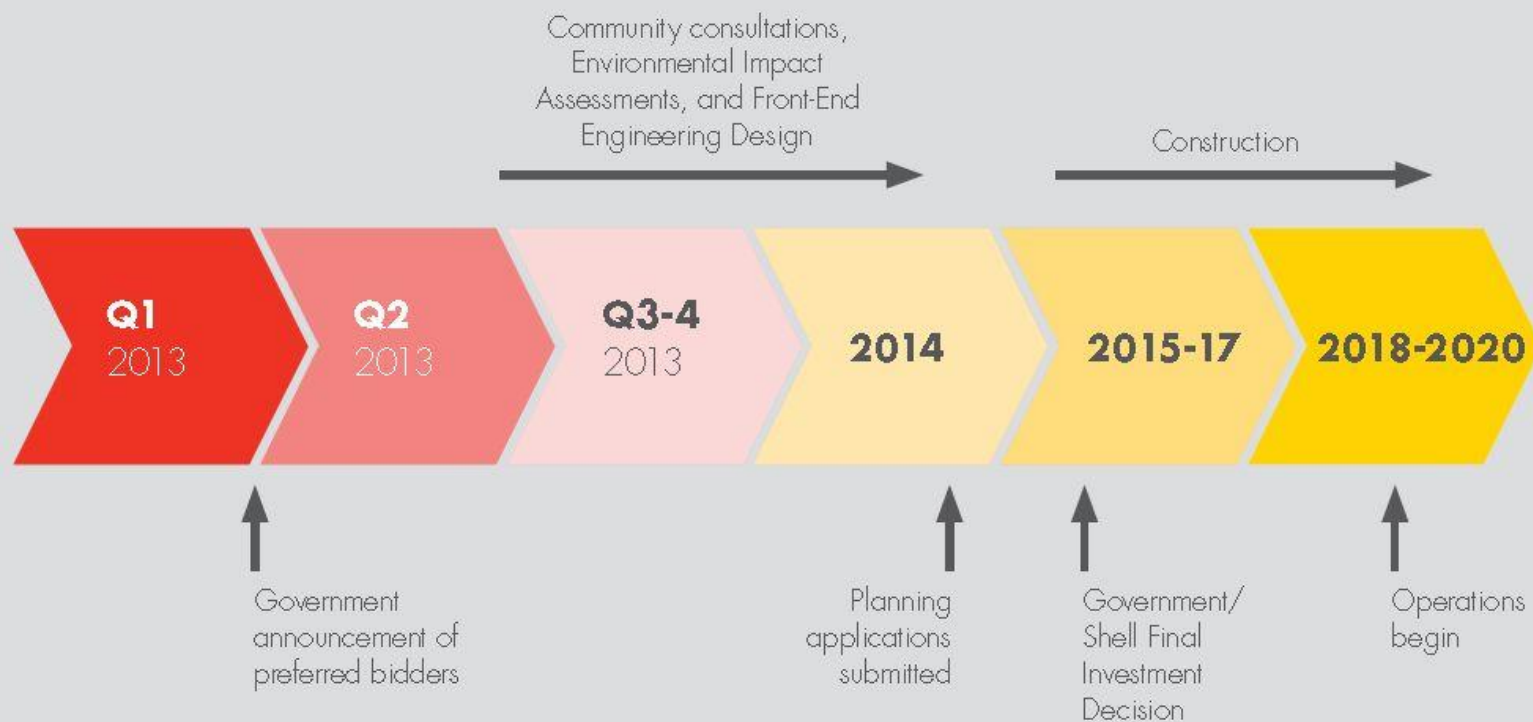 Community consultations,
Environmental Impact
Assessments, and Front-End
Engineering Design
Construction
Q1
2013
Q2
2013
Q3-4
2013
2014
2015-17
2018-2020
Government
announcement of
preferred bidders
Planning
applications
submitted
Government/
Shell Final
Investment
Decision
Operations
begin